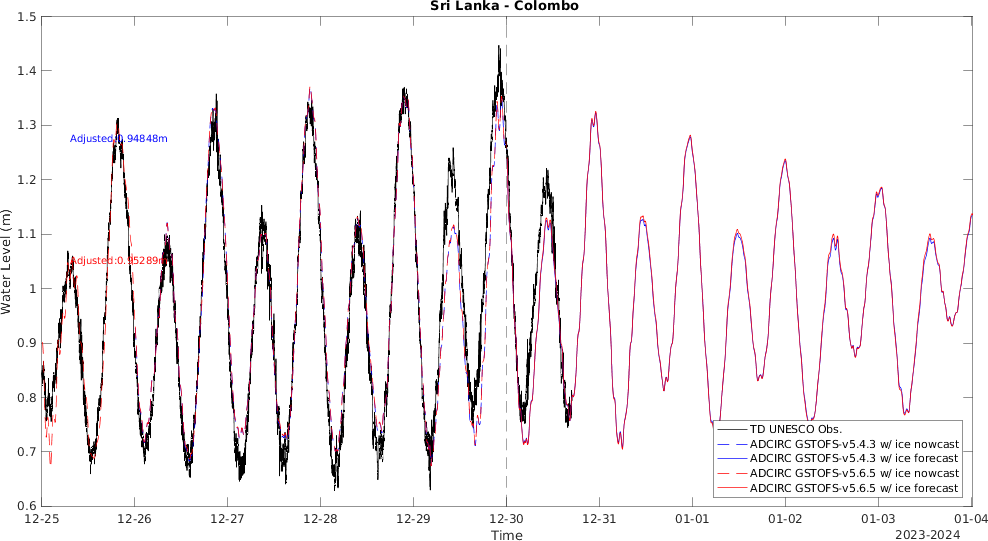 Sri Lanka - Colombo
1.5
1.4
1.3
1.2
1.1
1
0.9
0.8
0.7
0.6
Water Level (m)
Adjusted:0.94848m
Adjusted:0.95289m
TD UNESCO Obs.
ADCIRC GSTOFS-v5.4.3 w/ ice nowcast
ADCIRC GSTOFS-v5.4.3 w/ ice forecast
ADCIRC GSTOFS-v5.6.5 w/ ice nowcast
ADCIRC GSTOFS-v5.6.5 w/ ice forecast
12-25 12-26 12-27 12-28 12-29 12-30 12-31 01-01 01-02 01-03 01-04
Time
2023-2024